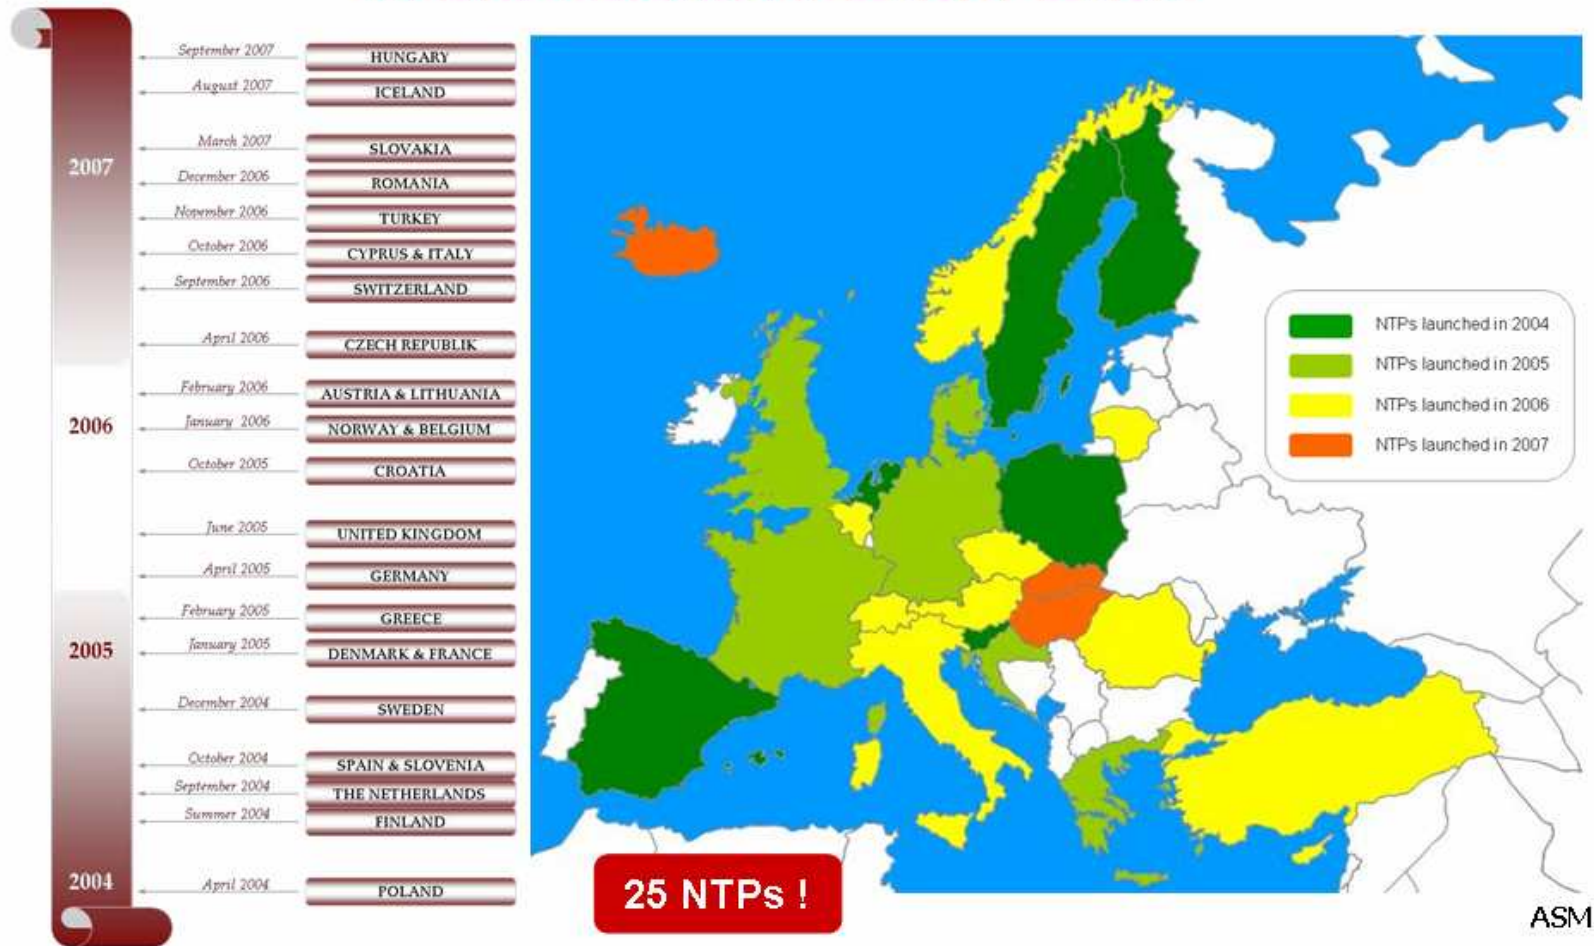 September 2007 HUNGARY
August 2007 ICELAND
March 2007 SLOVAKIA
2007
December 2006 ROMANIA
November 2006 TURKEY
October 2006 CYPRUS & ITALY
September 2006 SWITZERLAND
April 2006 CZECH REPUBLIK
February 2006 AUSTRIA & LITHUANIA
2006
January 2006 NORWAY & BELGIUM
October 2005 CROATIA
June 2005 UNITED KINGDOM
April 2005 GERMANY
February 2005 GREECE
2005
January 2005 DENMARK & FRANCE
December 2004 SWEDEN
October 2004 SPAIN & SLOVENIA
September 2004 THE NETHERLANDS
Summer 2004 FINLAND
2004
April 2004 POLAND
NTPs launched in 2004
NTPs launched in 2005
NTPs launched in 2006
NTPs launched in 2007
25 NTPs !
ASM